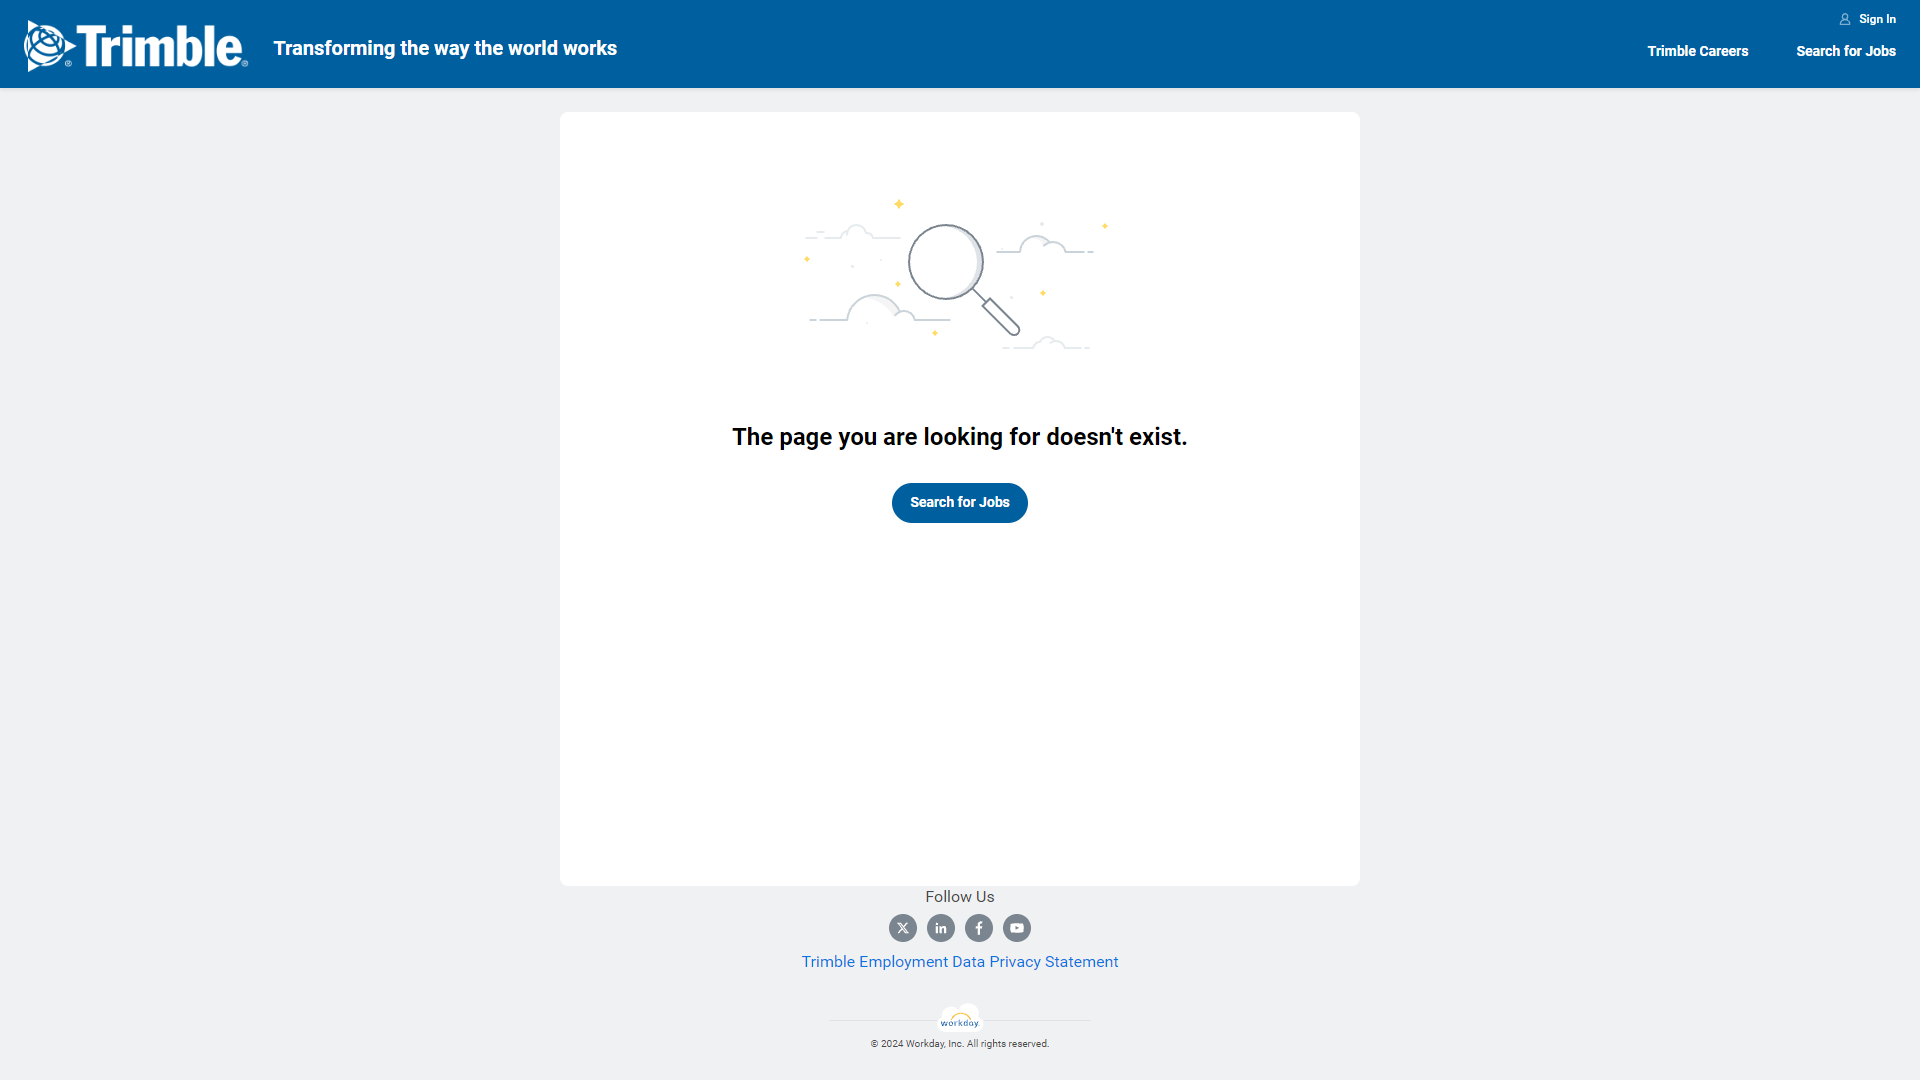 Trimble
Transforming the way the world works
Sign In
Trimble Careers
Search for Jobs
The page you are looking for doesn't exist.
Search for Jobs
Follow Us
Trimble Employment Data Privacy Statement
workday.
© 2024 Workday, Inc. All rights reserved.